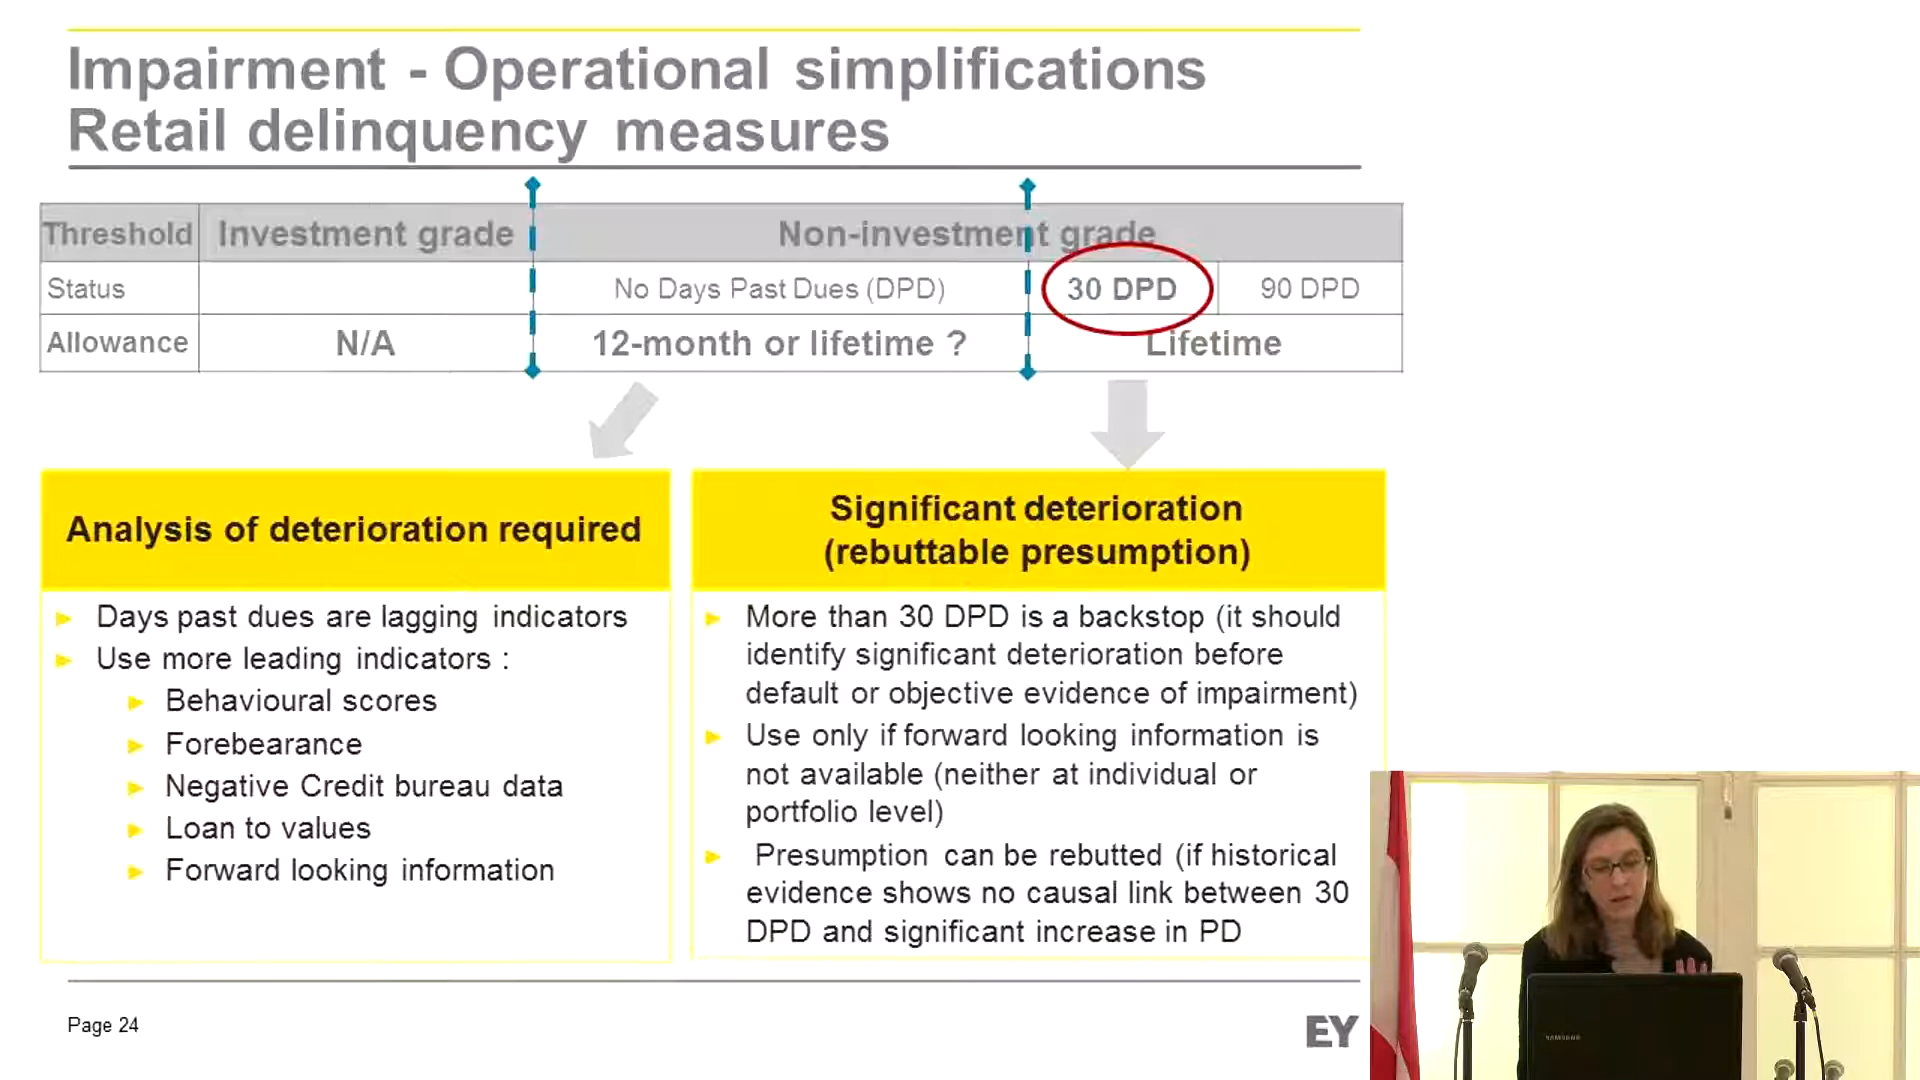 Impairment - Operational simplifications
Retail delinquency measures
Threshold Investment grade Non-investment grade
Status No Days Past Dues (DPD) 30 DPD 90 DPD
Allowance N/A 12-month or lifetime ? Lifetime
Analysis of deterioration required
Days past dues are lagging indicators
Use more leading indicators :
Behavioural scores
Forebearance
Negative Credit bureau data
Loan to values
Forward looking information
Significant deterioration
(rebuttable presumption)
More than 30 DPD is a backstop (it should
identify significant deterioration before
default or objective evidence of impairment)
Use only if forward looking information is
not available (neither at individual or
portfolio level)
Presumption can be rebutted (if historical
evidence shows no causal link between 30
DPD and significant increase in PD
Page 24
EY
SAMSUNG